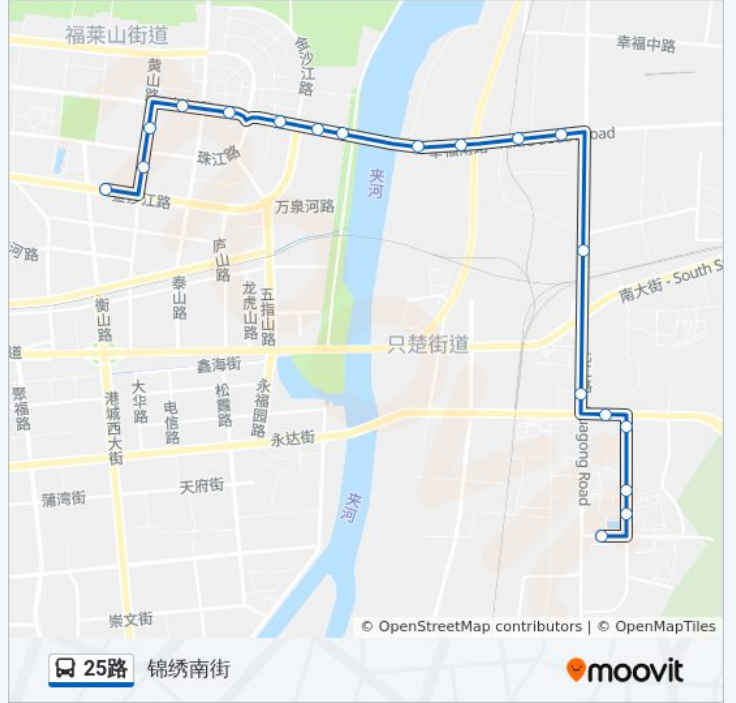 福莱山街道
金沙江路
幸福中路
黄山路
珠江路
Road
夹河
金沙江路
万泉河路
河路
庐山路
南大街 - South S
泰山路
龙虎山路
五指山路
衡山路
只楚街道
道
鑫海街
聚福路
大华路
松霞路
永福园路
港城西大街
电信路
永达街
uagong Road
天府街
蒲湾街
夹河
崇文街
© OpenStreetMap contributors | © OpenMapTiles
25路 锦绣南街
moovit